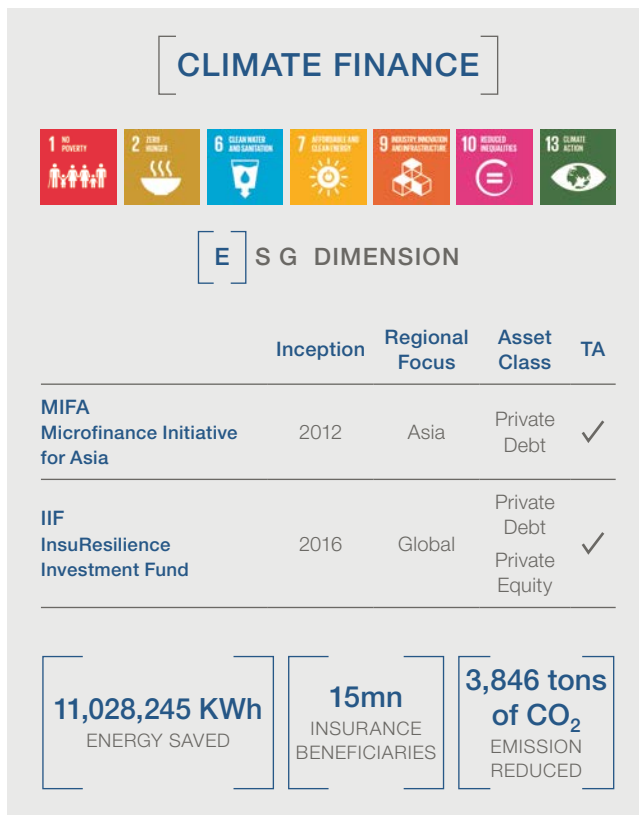 CLIMATE FINANCE
1 NO POVERTY
2 ZERO HUNGER
6 CLEAN WATER AND SANITATION
7 AFFORDABLE AND CLEAN ENERGY
9 INDUSTRY, INNOVATION AND INFRASTRUCTURE
10 REDUCED INEQUALITIES
13 CLIMATE ACTION
E S G DIMENSION
Inception
Regional
Focus
Asset
Class
TA
MIFA
Microfinance Initiative
for Asia
2012
Asia
Private
Debt
✓
IIF
InsuResilience
Investment Fund
2016
Global
Private
Debt
Private
Equity
✓
11,028,245 KWh
ENERGY SAVED
15mn
INSURANCE
BENEFICIARIES
3,846 tons
of CO₂
EMISSION
REDUCED